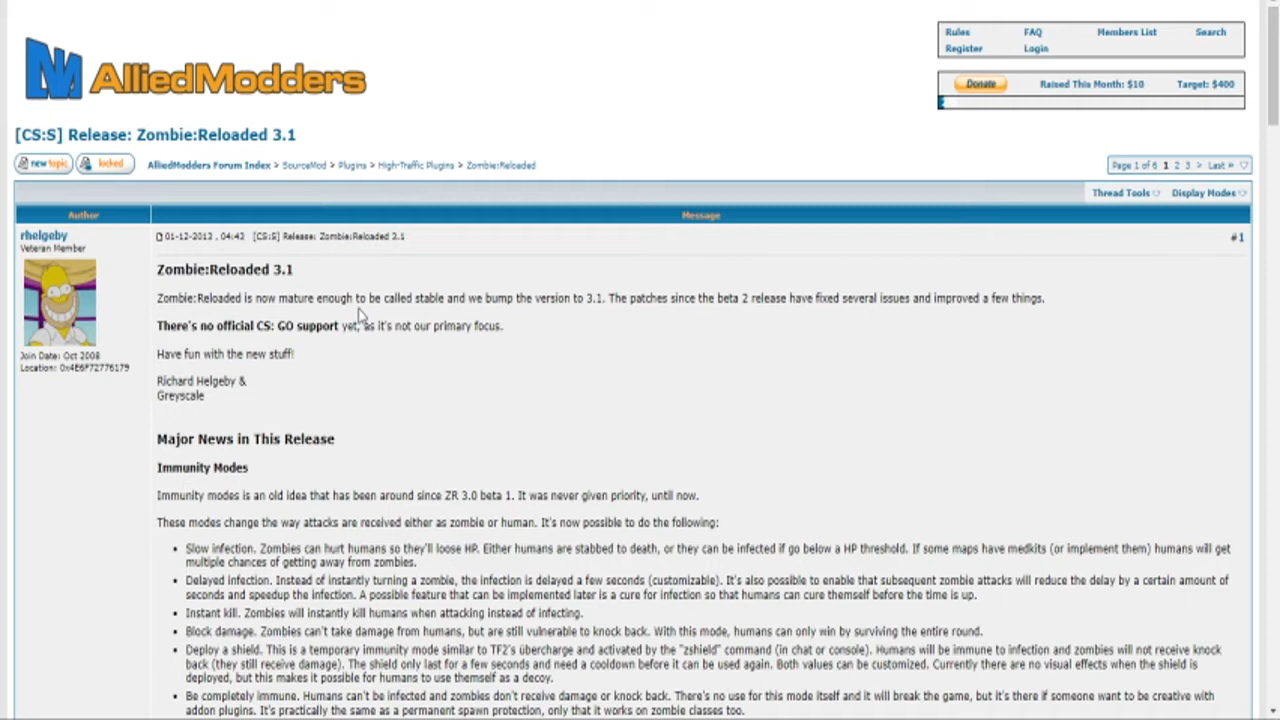 Rules FAQ Members List Search
Register Login
AlliedModders
Donate Raised This Month: $10 Target: $400
[CS:S] Release: Zombie:Reloaded 3.1
new topic locked AlliedModders Forum Index > SourceMod > Plugins > High-Traffic Plugins > Zombie:Reloaded Page 1 of 6 1 2 3 > Last »
Thread Tools Display Modes
Author Message
rhelgeby 01-12-2013 , 04:43 [CS:S] Release: Zombie:Reloaded 3.1 #1
Veteran Member
Zombie:Reloaded 3.1
Zombie:Reloaded is now mature enough to be called stable and we bump the version to 3.1. The patches since the beta 2 release have fixed several issues and improved a few things.
There's no official CS: GO support yet, as it's not our primary focus.
Have fun with the new stuff!
Join Date: Oct 2008
Location: 0x4E6F72776179
Richard Helgeby &
Greyscale
Major News in This Release
Immunity Modes
Immunity modes is an old idea that has been around since ZR 3.0 beta 1. It was never given priority, until now.
These modes change the way attacks are received either as zombie or human. It's now possible to do the following:
• Slow infection. Zombies can hurt humans so they'll loose HP. Either humans are stabbed to death, or they can be infected if go below a HP threshold. If some maps have medkits (or implement them) humans will get
multiple chances of getting away from zombies.
• Delayed infection. Instead of instantly turning a zombie, the infection is delayed a few seconds (customizable). It's also possible to enable that subsequent zombie attacks will reduce the delay by a certain amount of
seconds and speedup the infection. A possible feature that can be implemented later is a cure for infection so that humans can cure themself before the time is up.
• Instant kill. Zombies will instantly kill humans when attacking instead of infecting.
• Block damage. Zombies can't take damage from humans, but are still vulnerable to knock back. With this mode, humans can only win by surviving the entire round.
• Deploy a shield. This is a temporary immunity mode similar to TF2's übercharge and activated by the "zshield" command (in chat or console). Humans will be immune to infection and zombies will not receive knock
back (they still receive damage). The shield only last for a few seconds and need a cooldown before it can be used again. Both values can be customized. Currently there are no visual effects when the shield is
deployed, but this makes it possible for humans to use themself as a decoy.
• Be completely immune. Humans can't be infected and zombies don't receive damage or knock back. There's no use for this mode itself and it will break the game, but it's there if someone want to be creative with
addon plugins. It's practically the same as a permanent spawn protection, only that it works on zombie classes too.